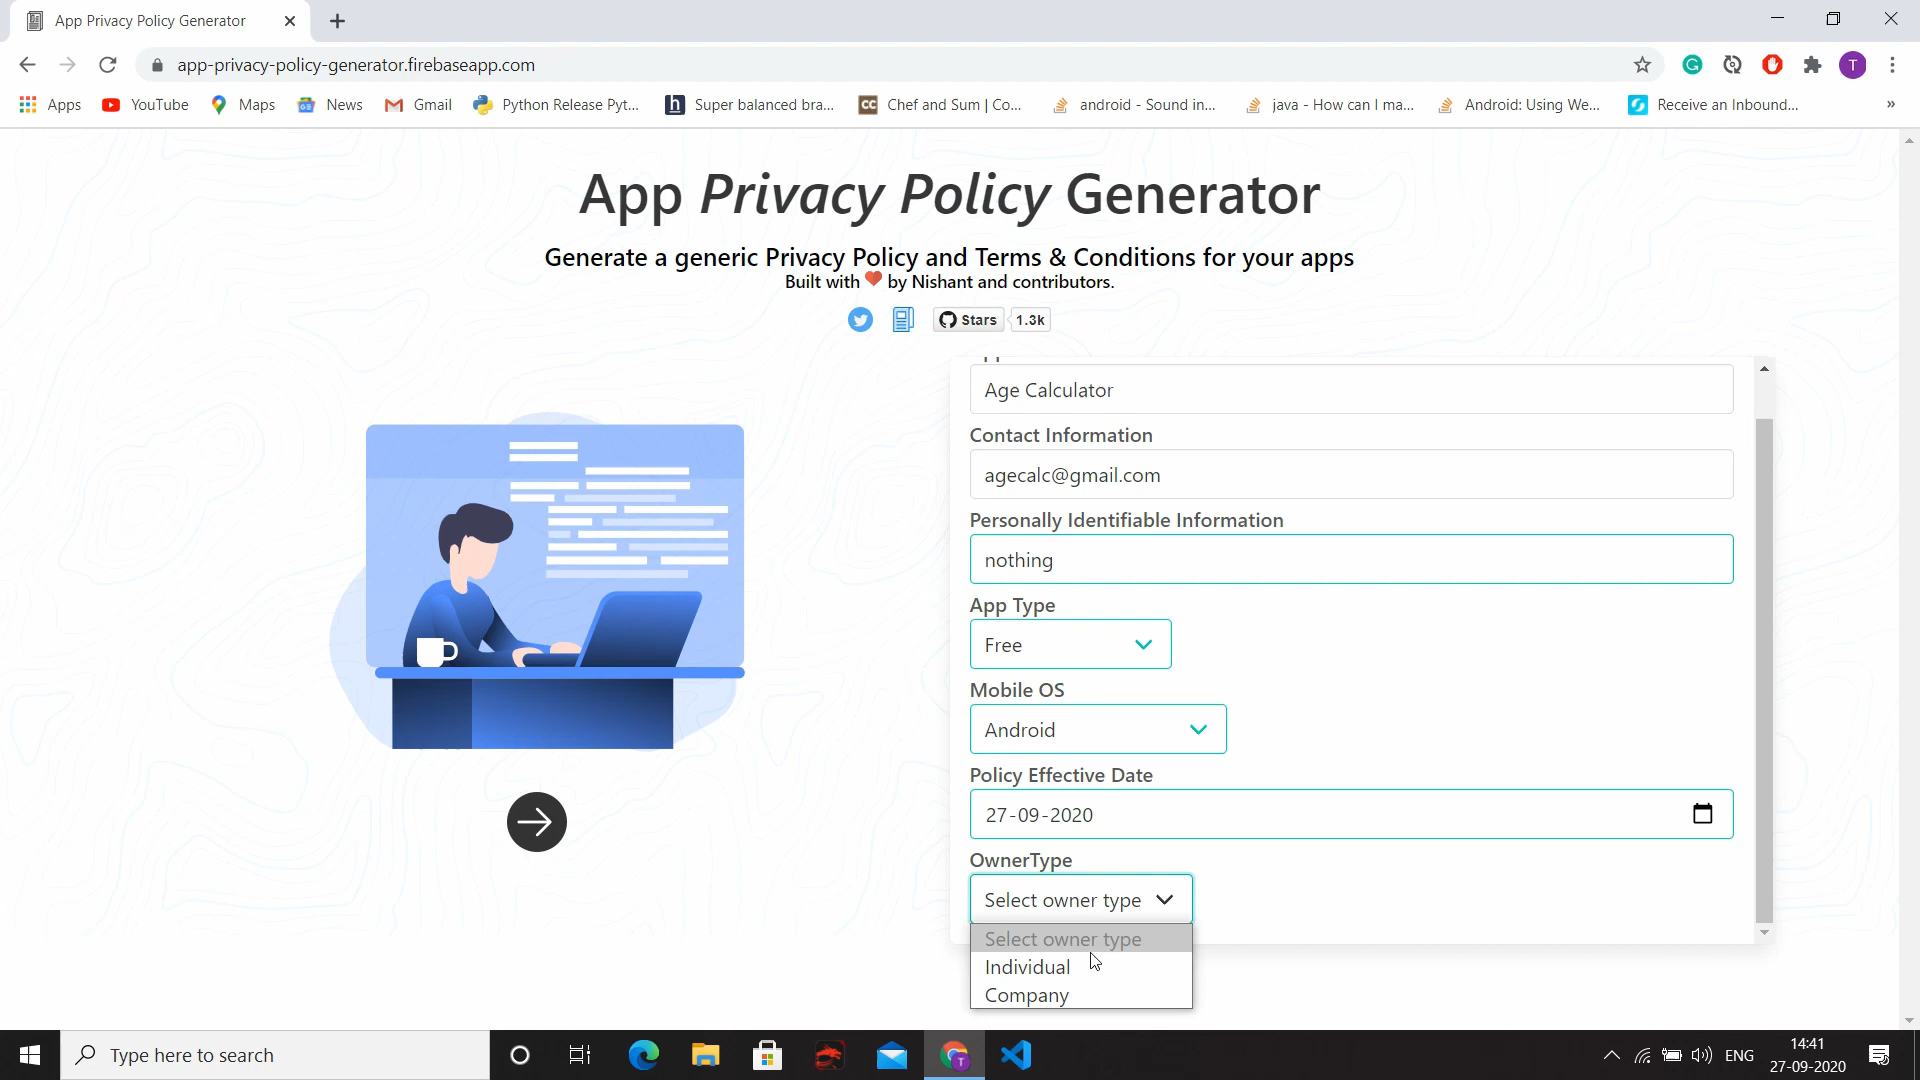 App Privacy Policy Generator
app-privacy-policy-generator.firebaseapp.com
T
Apps YouTube Maps News Gmail Python Release Pyt... Super balanced bra... Chef and Sum | Co... android - Sound in... java - How can I ma... Android: Using We... Receive an Inbound... »
App Privacy Policy Generator
Generate a generic Privacy Policy and Terms & Conditions for your apps
Built with ❤ by Nishant and contributors.
Stars 1.3k
Age Calculator
Contact Information
agecalc@gmail.com
Personally Identifiable Information
nothing
App Type
Free
Mobile OS
Android
Policy Effective Date
27-09-2020
OwnerType
Select owner type
Select owner type
Individual
Company
Type here to search
ENG
14:41
27-09-2020